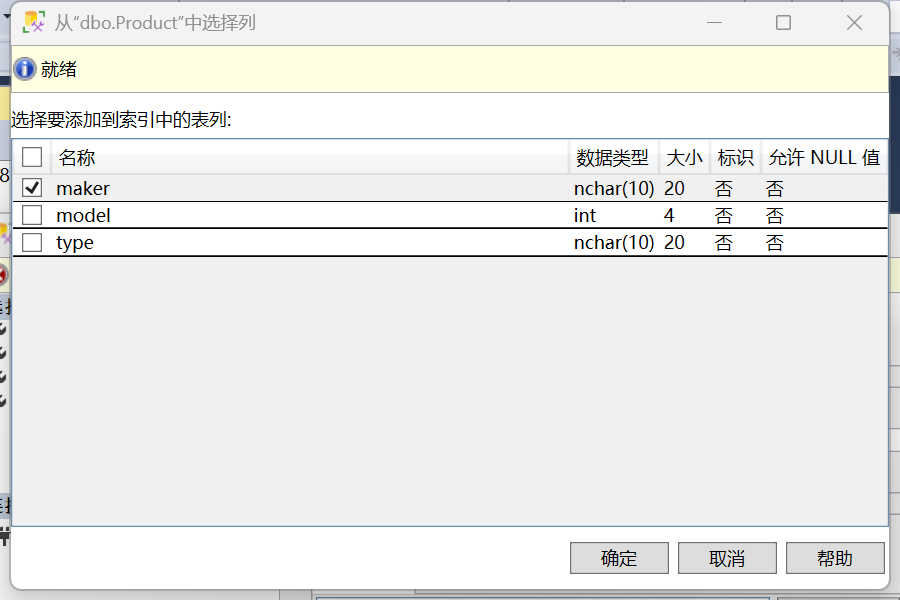 从“dbo.Product”中选择列
就绪
选择要添加到索引中的表列:
名称 数据类型 大小 标识 允许 NULL 值
maker nchar(10) 20 否 否
model int 4 否 否
type nchar(10) 20 否 否
确定 取消 帮助